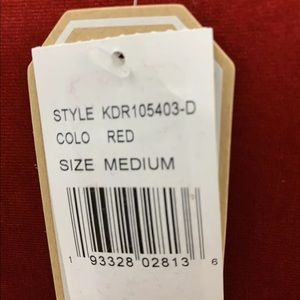 STYLE KDR105403-D
COLO RED
SIZE MEDIUM
1 93328 02813 6